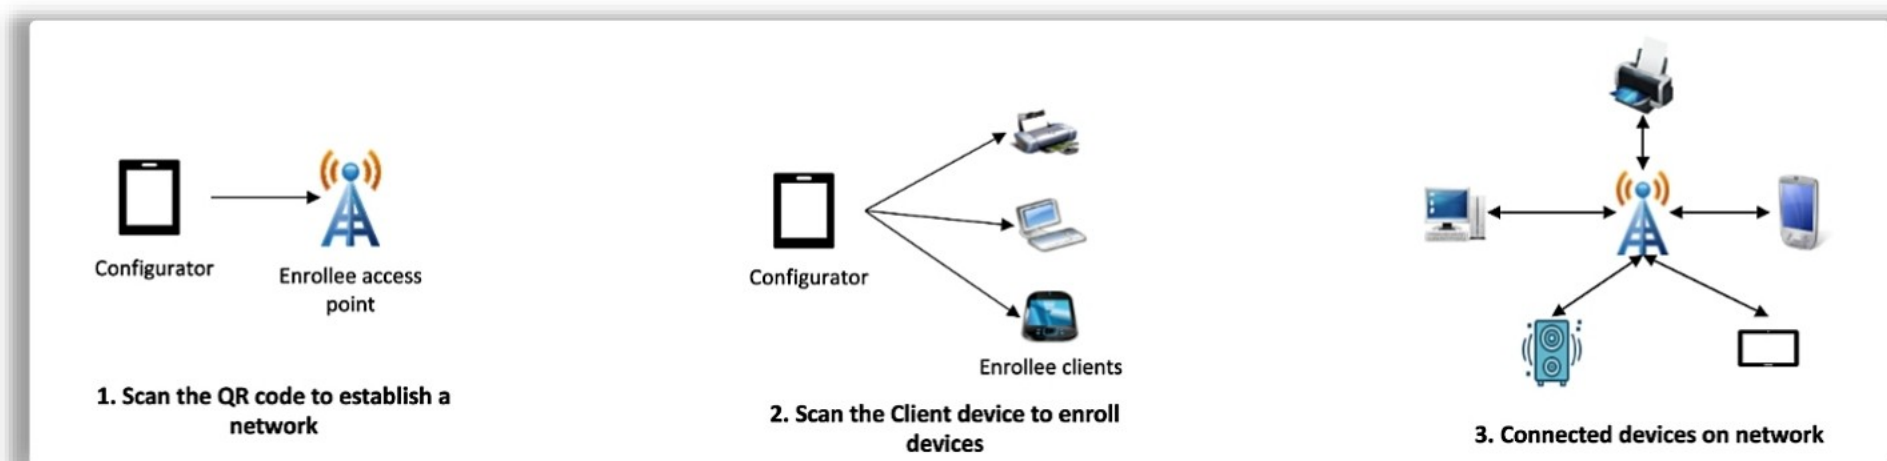 Configurator
Enrollee access
point
1. Scan the QR code to establish a
network
Configurator
Enrollee clients
2. Scan the Client device to enroll
devices
3. Connected devices on network